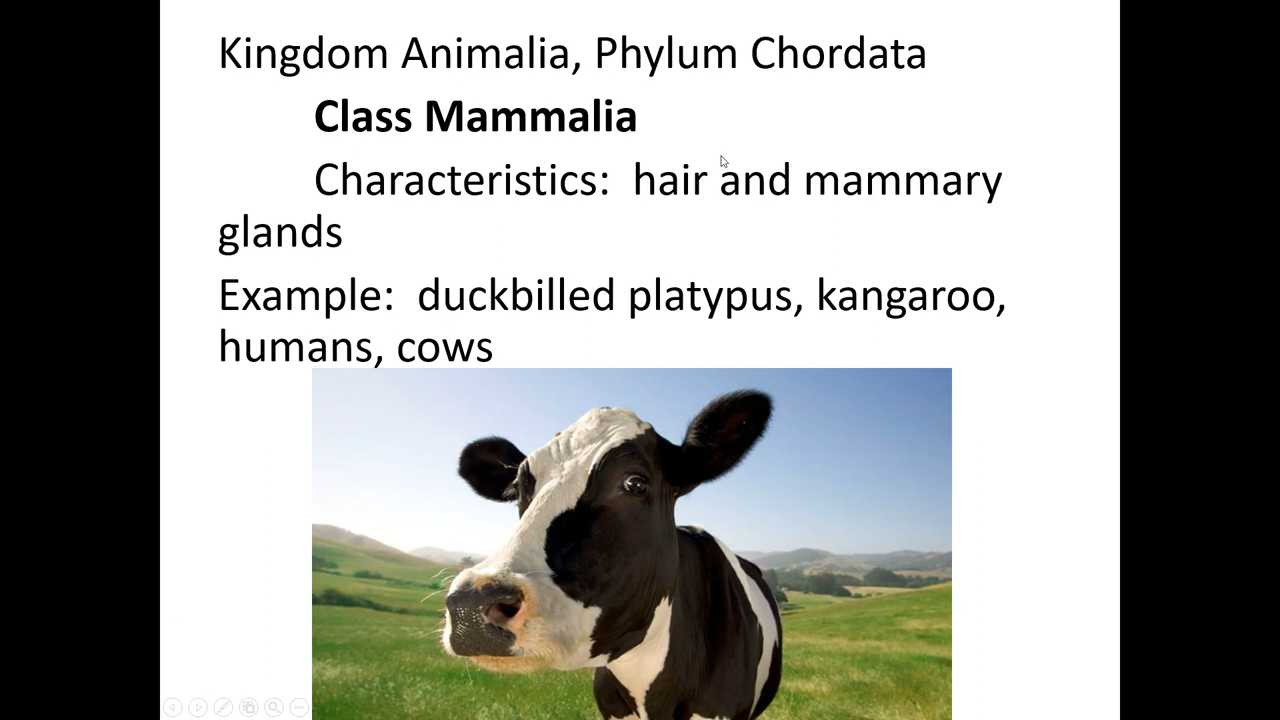 Kingdom Animalia, Phylum Chordata
Class Mammalia
Characteristics:  hair and mammary
glands
Example:  duckbilled platypus, kangaroo,
humans, cows